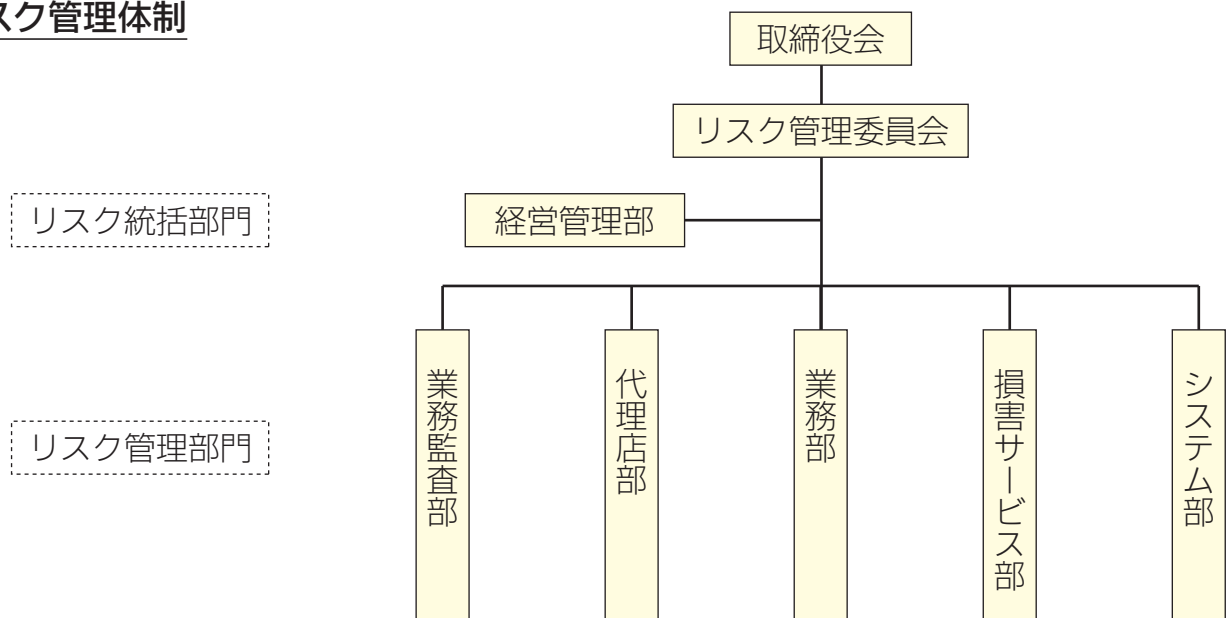 スク管理体制
取締役会
リスク管理委員会
リスク統括部門
経営管理部
リスク管理部門
業務監査部
代理店部
業務部
損害サービス部
システム部